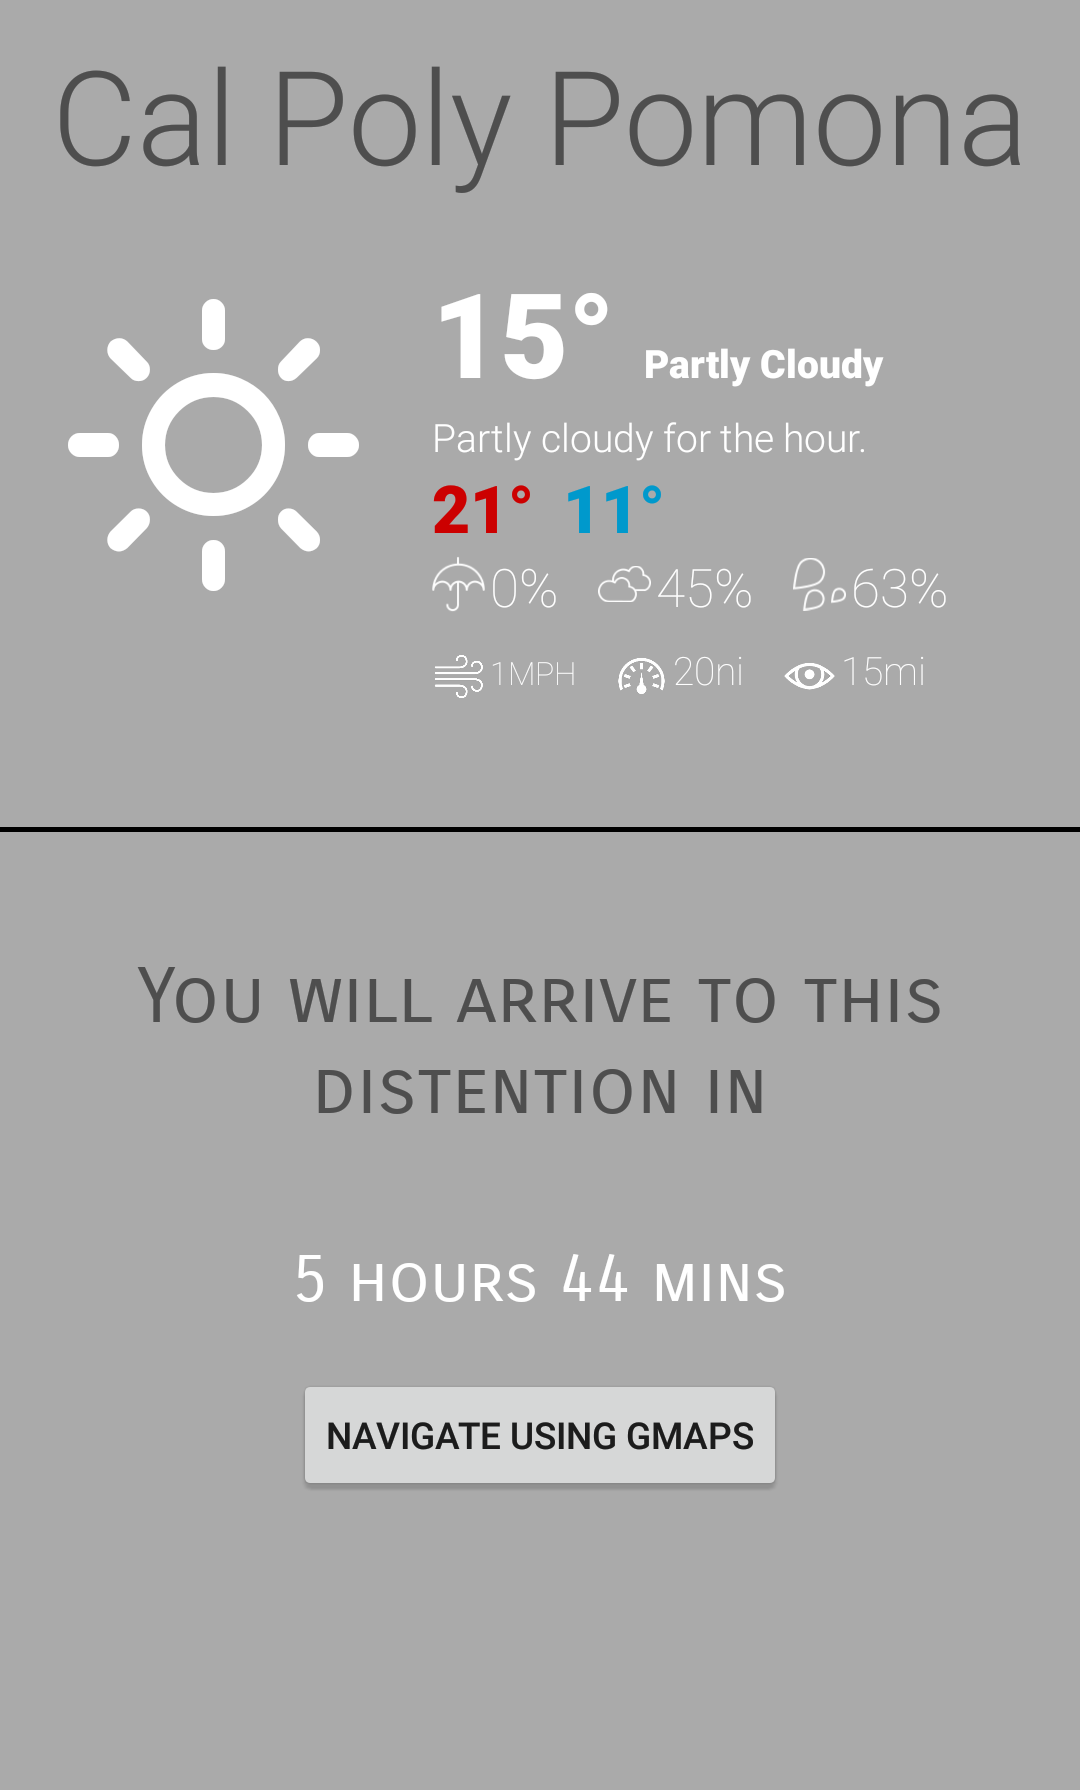 Cal Poly Pomona
15° Partly Cloudy
Partly cloudy for the hour.
21° 11°
0% 45% 63%
1MPH 20ni 15mi
You will arrive to this
distention in
5 hours 44 mins
NAVIGATE USING GMAPS